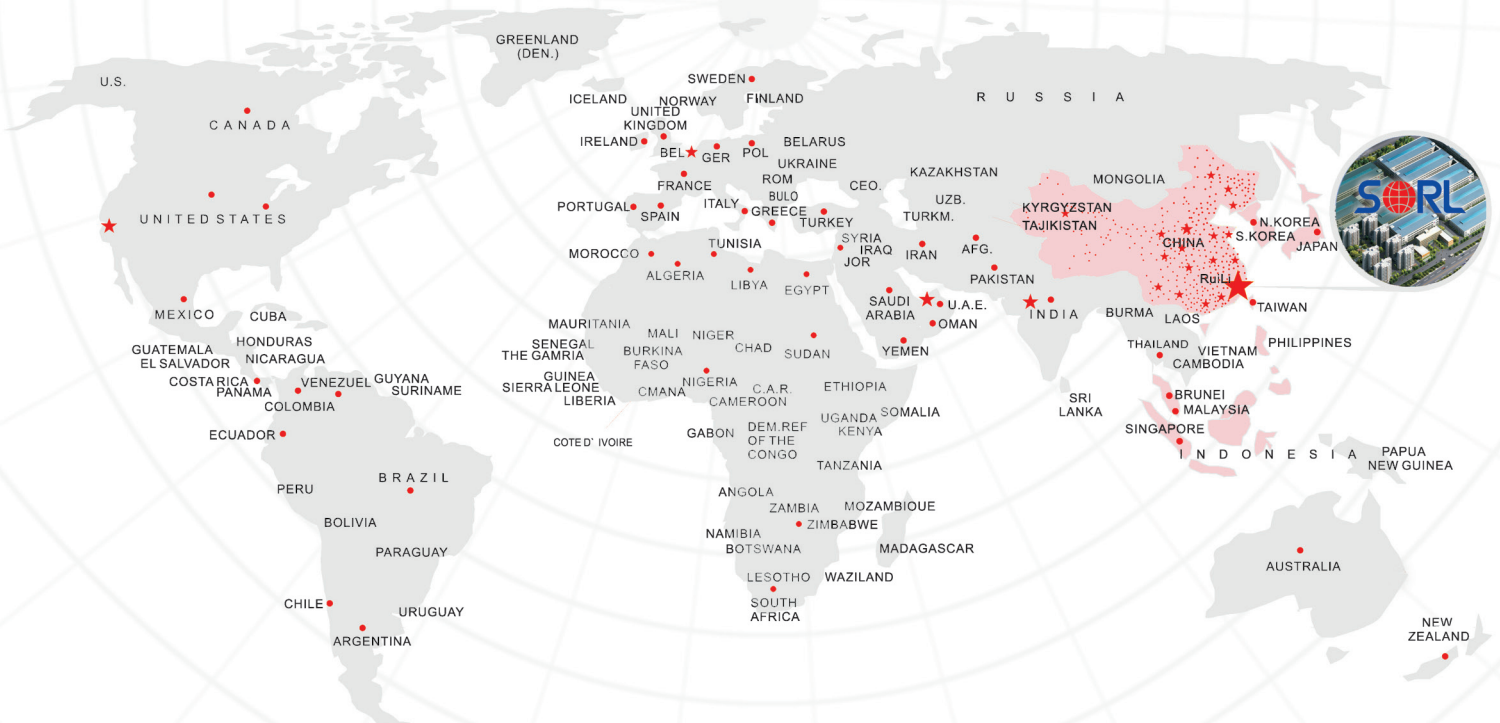 GREENLAND
(DEN.)
U.S.
CANADA
UNITED STATES
MEXICO
CUBA
HONDURAS
GUATEMALA
NICARAGUA
EL SALVADOR
COSTA RICA
PANAMA
VENEZUEL
GUYANA
SURINAME
COLOMBIA
ECUADOR
PERU
BRAZIL
BOLIVIA
PARAGUAY
CHILE
URUGUAY
ARGENTINA
SWEDEN
ICELAND
NORWAY
FINLAND
UNITED
KINGDOM
IRELAND
BEL
GER
POL
BELARUS
UKRAINE
FRANCE
ROM
BULO
ITALY
GREECE
PORTUGAL
SPAIN
TURKEY
CEO.
RUSSIA
KAZAKHSTAN
UZB.
TURKM.
KYRGYZSTAN
TAJIKISTAN
MONGOLIA
CHINA
RuiLi
SORL
N.KOREA
S.KOREA
JAPAN
TAIWAN
SYRIA
IRAQ
JOR
IRAN
AFG.
PAKISTAN
SAUDI
ARABIA
U.A.E.
OMAN
YEMEN
INDIA
BURMA
LAOS
THAILAND
VIETNAM
CAMBODIA
PHILIPPINES
SRI
LANKA
BRUNEI
MALAYSIA
SINGAPORE
INDONESIA
PAPUA
NEW GUINEA
MOROCCO
ALGERIA
TUNISIA
LIBYA
EGYPT
MAURITANIA
MALI
NIGER
CHAD
SUDAN
SENEGAL
THE GAMRIA
BURKINA
FASO
GUINEA
SIERRA LEONE
LIBERIA
CMANA
NIGERIA
C.A.R.
CAMEROON
ETHIOPIA
SOMALIA
UGANDA
KENYA
COTE D' IVOIRE
GABON
DEM.REF
OF THE
CONGO
TANZANIA
ANGOLA
ZAMBIA
MOZAMBIOUE
ZIMBABWE
NAMIBIA
BOTSWANA
MADAGASCAR
LESOTHO
WAZILAND
SOUTH
AFRICA
AUSTRALIA
NEW
ZEALAND